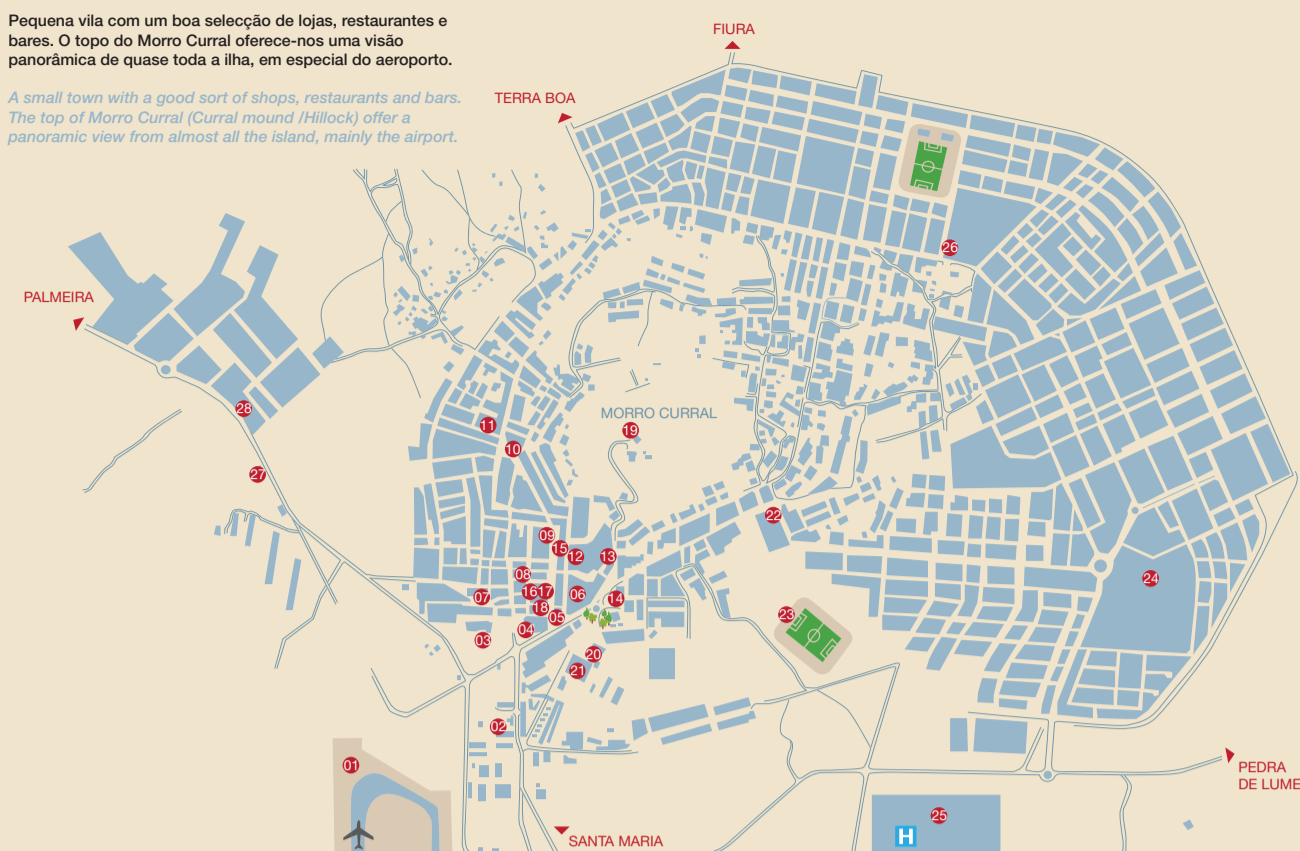 Pequena vila com um boa selecção de lojas, restaurantes e
bares. O topo do Morro Curral oferece-nos uma visão
panorâmica de quase toda a ilha, em especial do aeroporto.
A small town with a good sort of shops, restaurants and bars.
The top of Morro Curral (Curral mound /Hillock) offer a
panoramic view from almost all the island, mainly the airport.
FIURA
TERRA BOA
26
PALMEIRA
28
MORRO CURRAL
11
19
10
27
22
09
15
12
13
08
24
16
17
07
06
14
18
23
05
04
03
20
21
02
01
PEDRA
DE LUME
25
H
SANTA MARIA